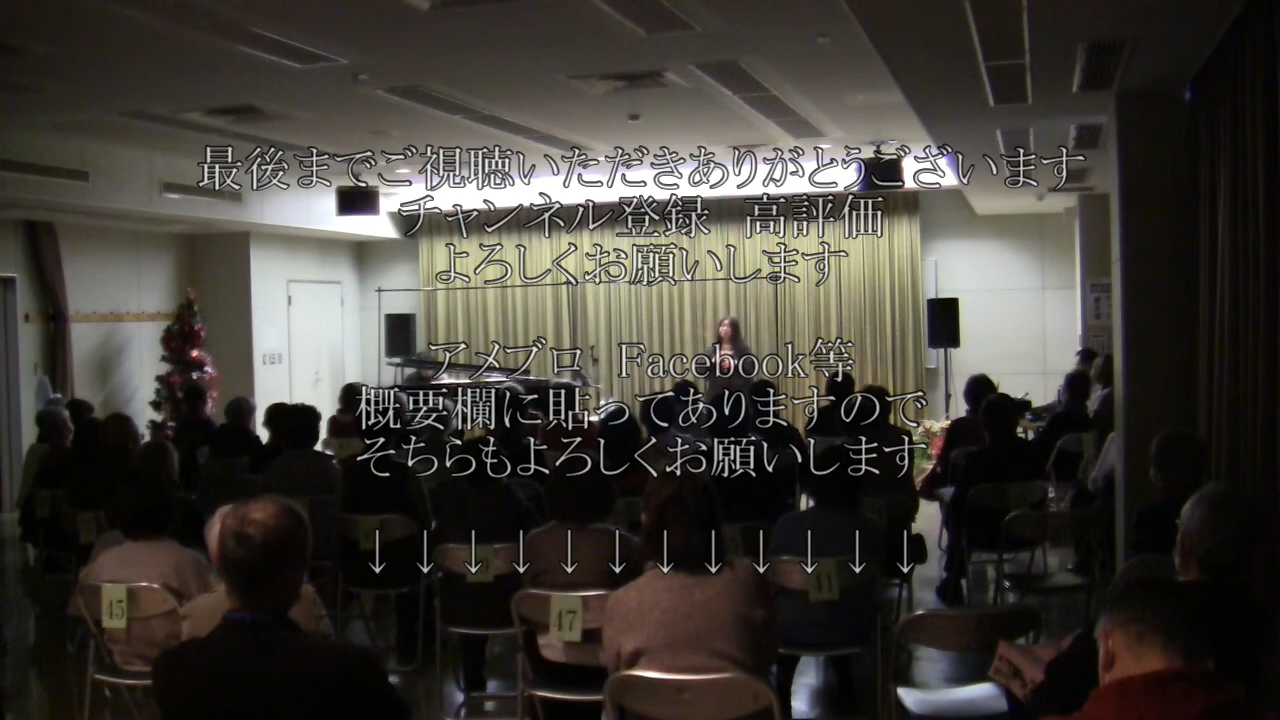 最後までご視聴いただきありがとうございます
チャンネル登録　高評価
よろしくお願いします
アメブロ　Facebook等
概要欄に貼ってありますので
そちらもよろしくお願いします
↓↓↓↓↓↓↓↓↓↓↓↓
45
47
41